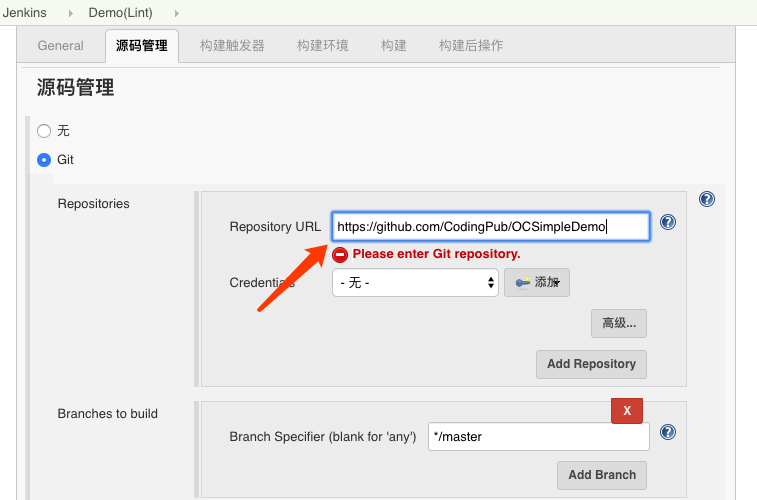 Jenkins Demo(Lint)
General 源码管理 构建触发器 构建环境 构建 构建后操作
源码管理
无
Git
Repositories
Repository URL https://github.com/CodingPub/OCSimpleDemo
Please enter Git repository.
Credentials - 无 - 添加
高级...
Add Repository
Branches to build
X
Branch Specifier (blank for 'any') */master
Add Branch